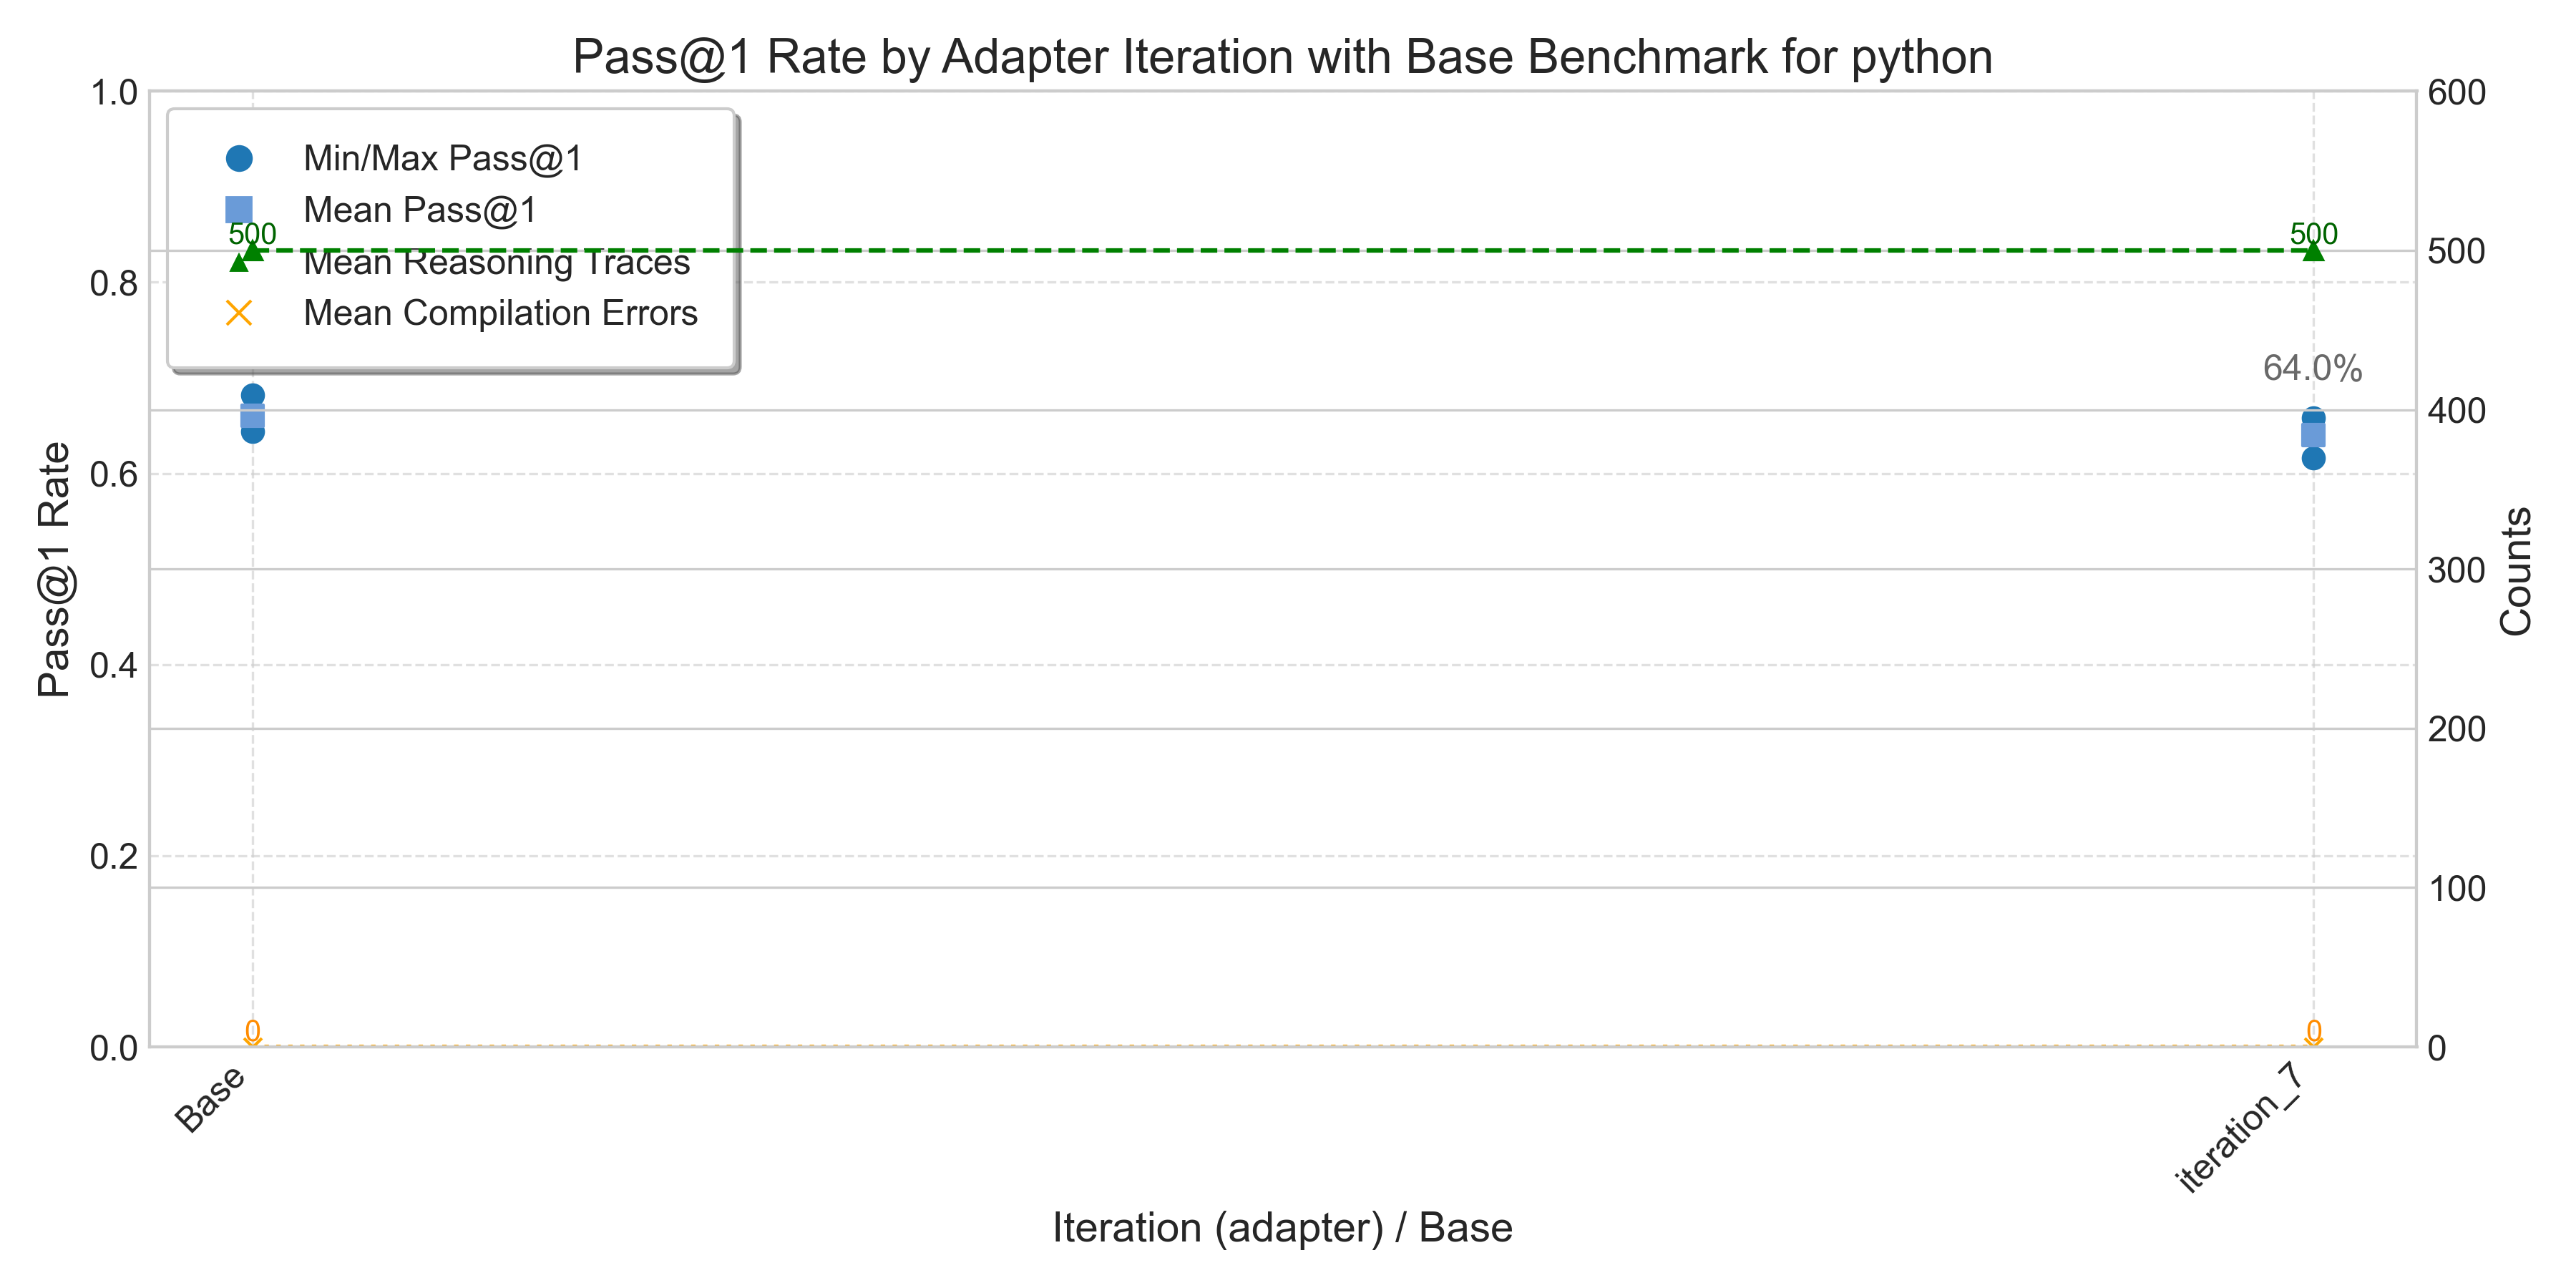 Pass@1 Rate by Adapter Iteration with Base Benchmark for python
1.0
0.8
0.6
0.4
0.2
0.0
Pass@1 Rate
Min/Max Pass@1
Mean Pass@1
Mean Reasoning Traces
Mean Compilation Errors
500
500
64.0%
0
0
600
500
400
300
200
100
0
Counts
Base
iteration_7
Iteration (adapter) / Base